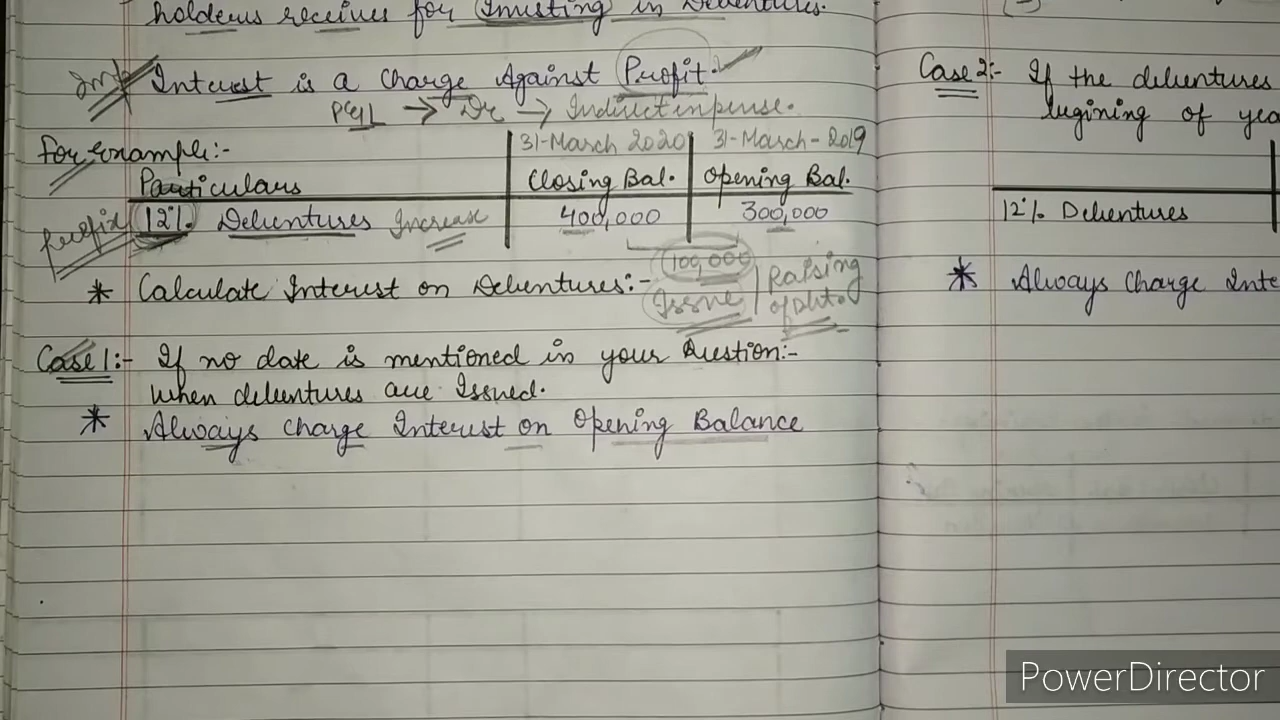 holders receives for Investing in Debentures.
Imp Interest is a Charge Against Profit.
P&L → Dr → Indirect expense.
for example:-
31-March 2020 31-March-2019
Particulars Closing Bal. Opening Bal.
prefix 12% Debentures Increase 400,000 300,000
100,000
* Calculate Interest on Debentures:- Issue Raising
of Debt.
Case 1:- If no date is mentioned in your Question:-
when debentures are Issued.
* Always Charge Interest on Opening Balance
Case 2:- If the debentures
begining of yea
12% Debentures
* Always Charge Inte
PowerDirector